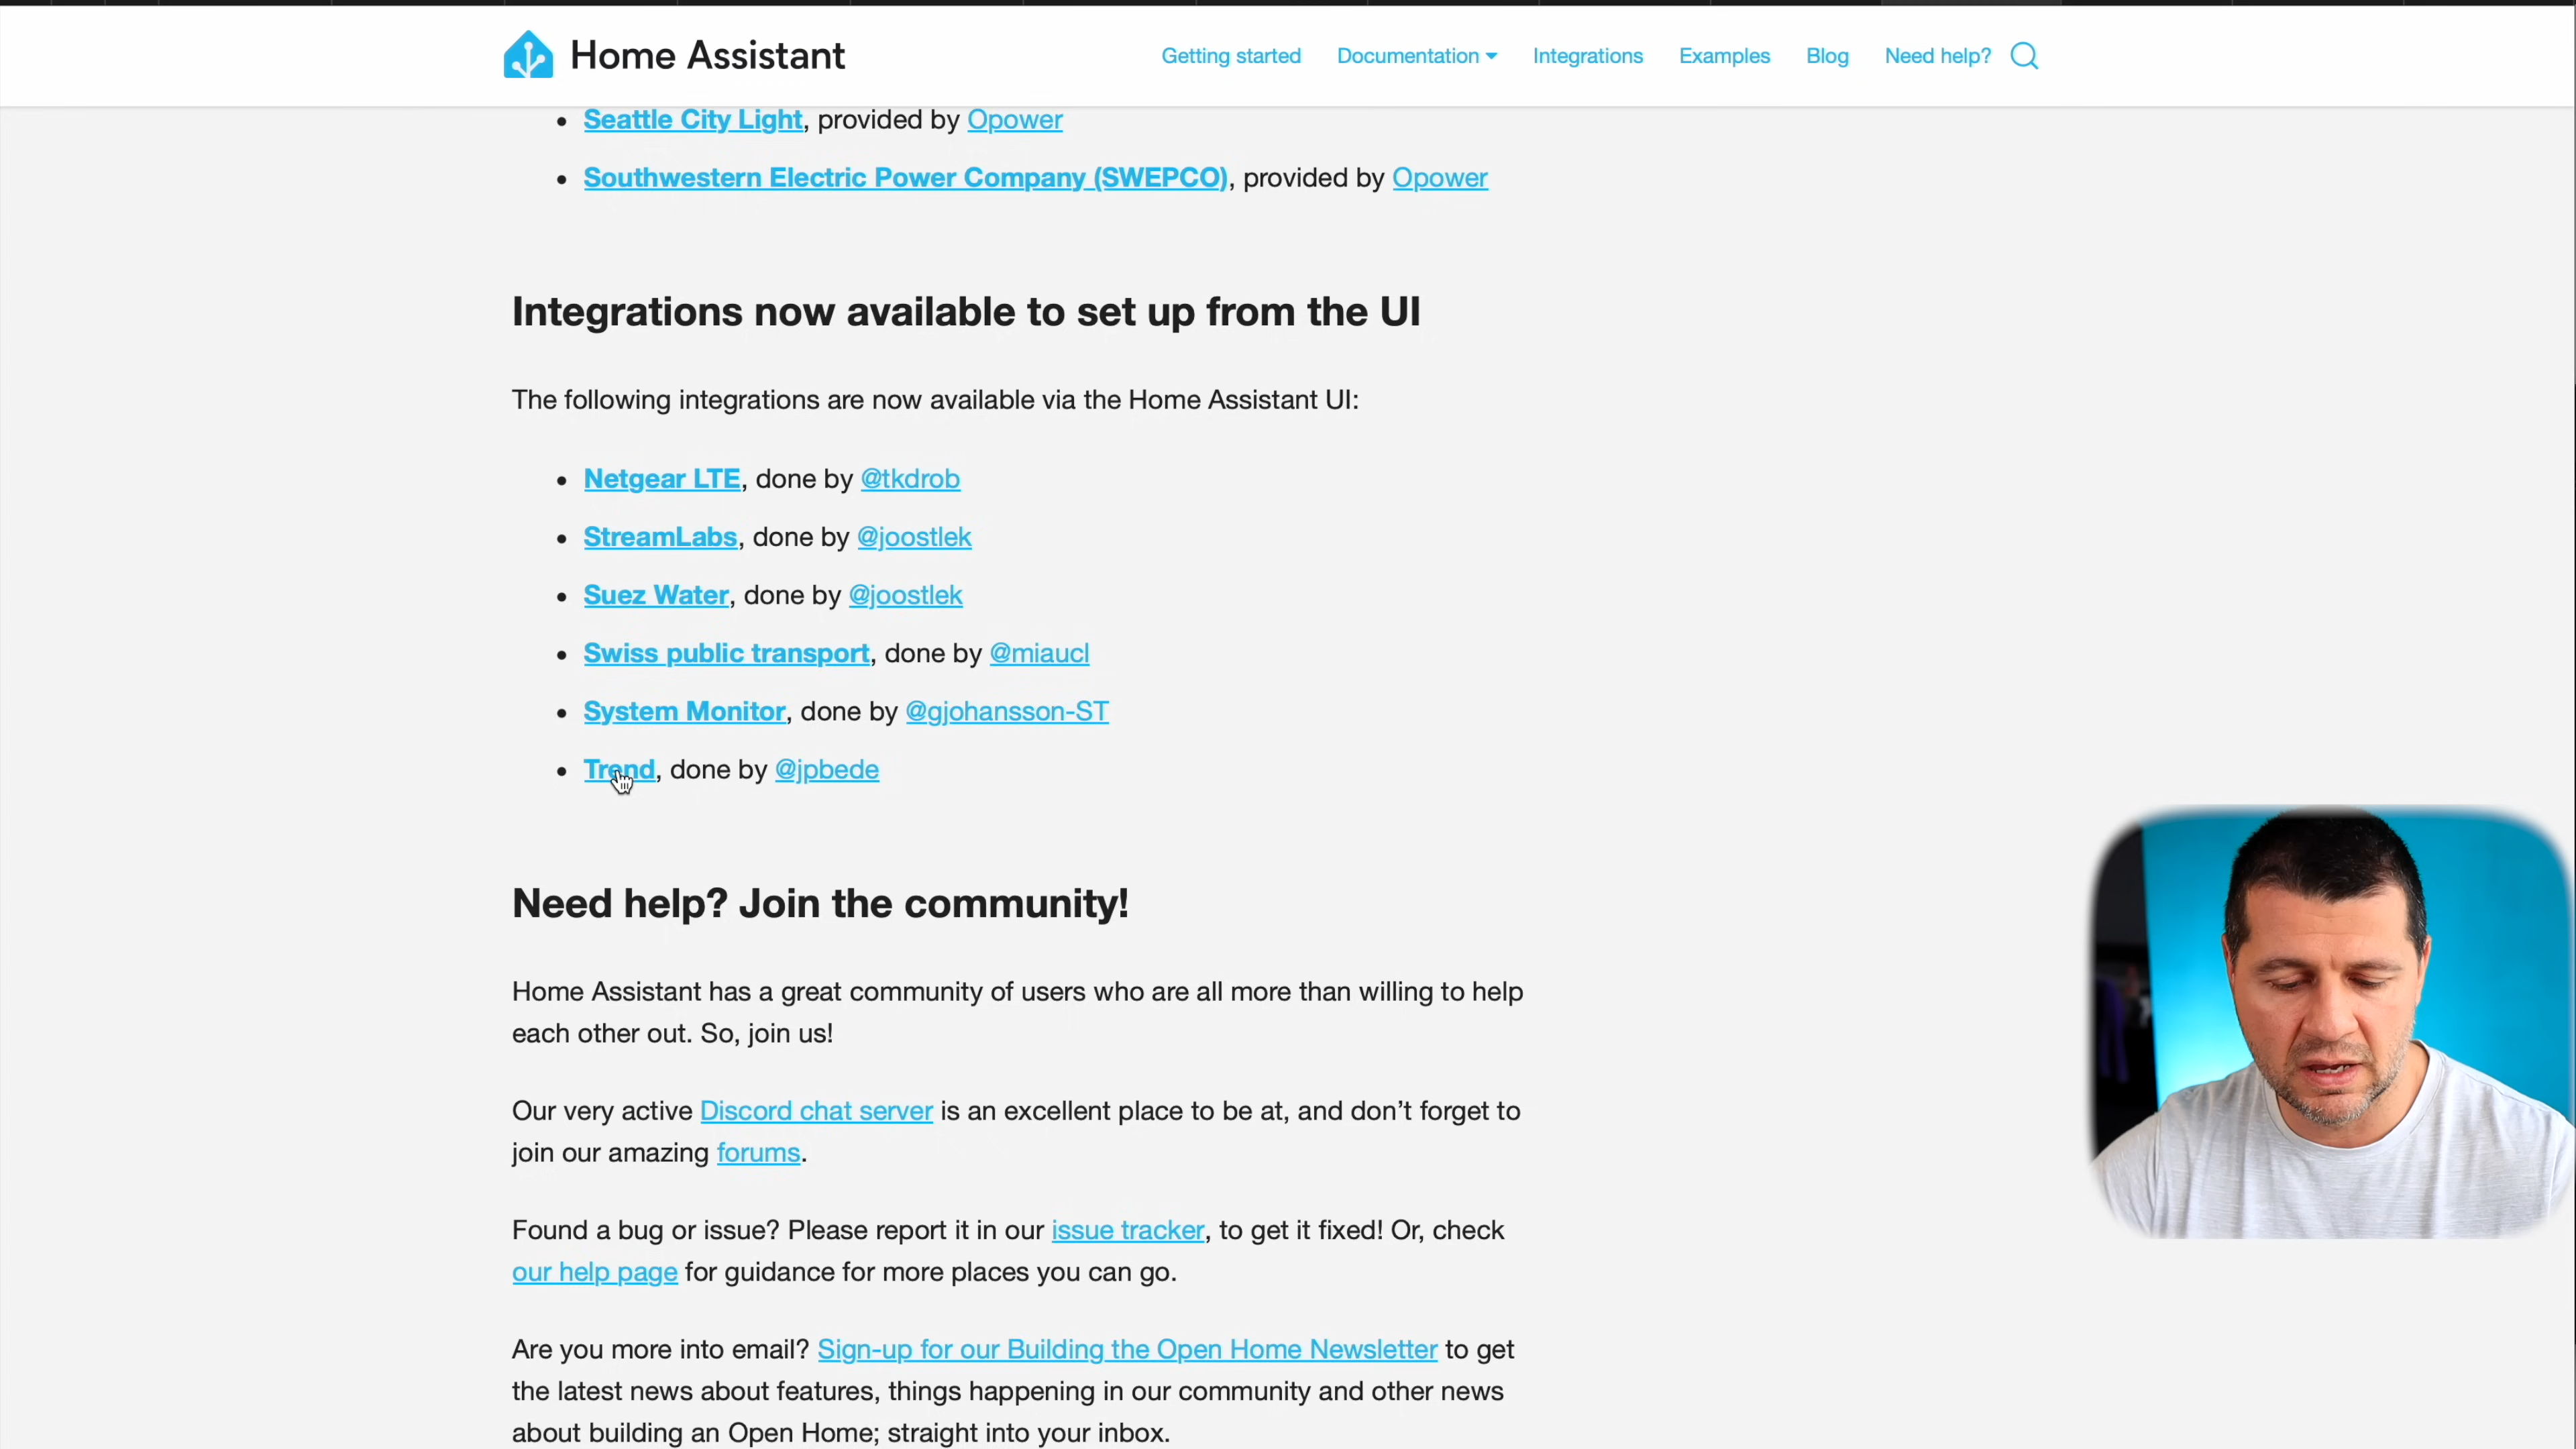 Home Assistant
Getting started Documentation Integrations Examples Blog Need help?
• Seattle City Light, provided by Opower
• Southwestern Electric Power Company (SWEPCO), provided by Opower
Integrations now available to set up from the UI
The following integrations are now available via the Home Assistant UI:
• Netgear LTE, done by @tkdrob
• StreamLabs, done by @joostlek
• Suez Water, done by @joostlek
• Swiss public transport, done by @miaucl
• System Monitor, done by @gjohansson-ST
• Trend, done by @jpbede
Need help? Join the community!
Home Assistant has a great community of users who are all more than willing to help
each other out. So, join us!
Our very active Discord chat server is an excellent place to be at, and don’t forget to
join our amazing forums.
Found a bug or issue? Please report it in our issue tracker, to get it fixed! Or, check
our help page for guidance for more places you can go.
Are you more into email? Sign-up for our Building the Open Home Newsletter to get
the latest news about features, things happening in our community and other news
about building an Open Home; straight into your inbox.